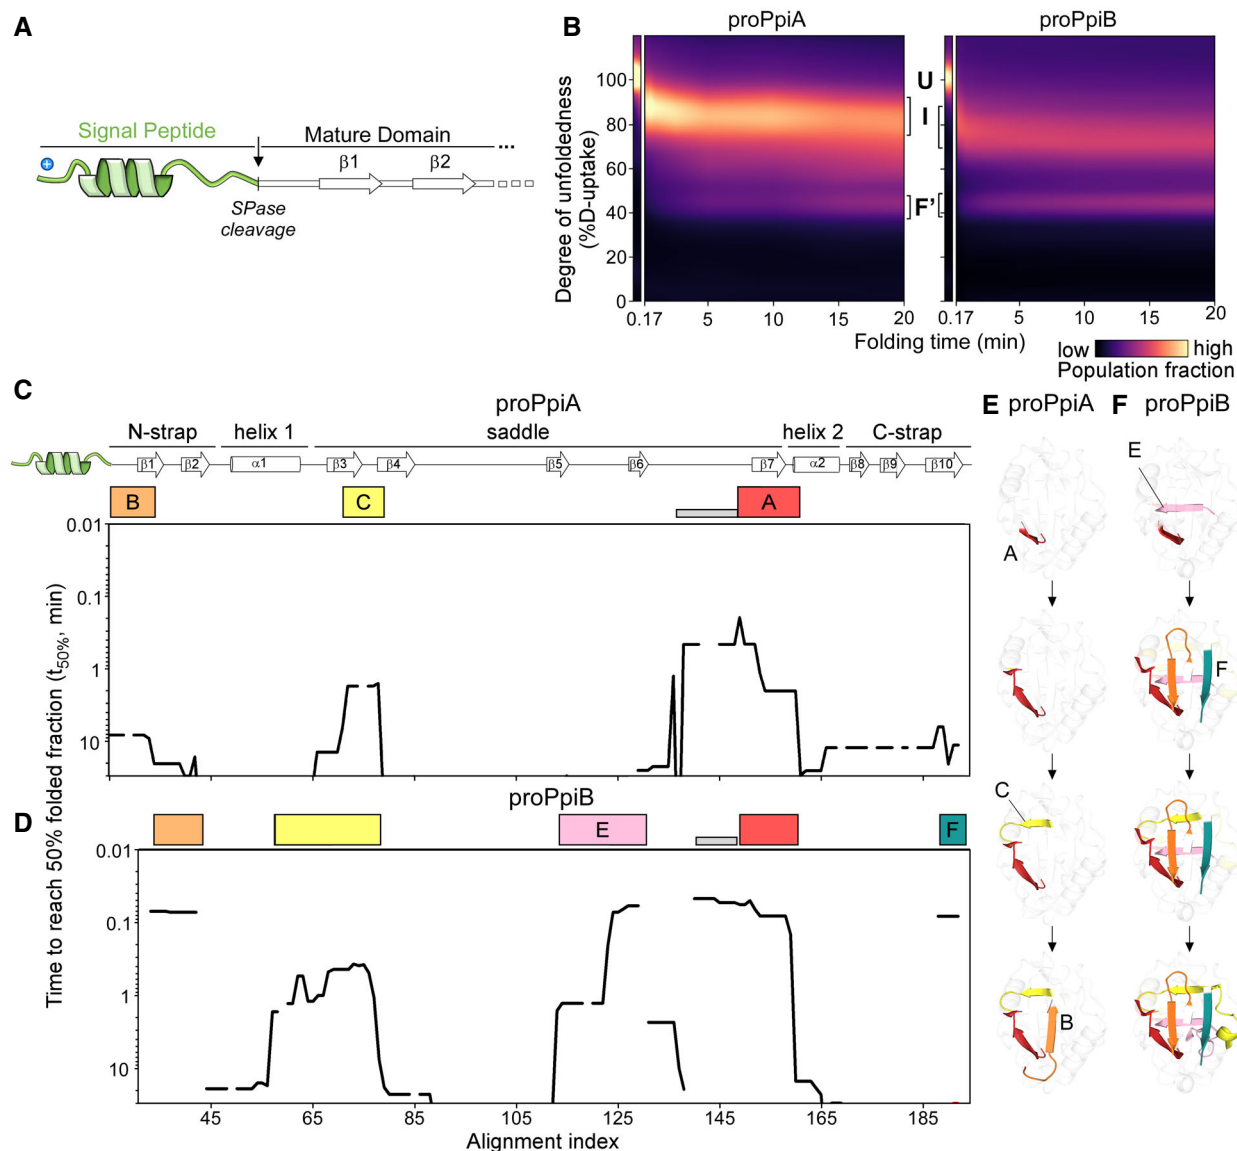 A
Signal Peptide
Mature Domain
...
+
β1
β2
SPase
cleavage
B
proPpiA
proPpiB
Degree of unfoldedness
(%D-uptake)
100
80
60
40
20
0
U
I
F'
0.17 5 10 15 20
0.17 5 10 15 20
Folding time (min)
low high
Population fraction
C
proPpiA
N-strap helix 1 saddle helix 2 C-strap
β1 β2 α1 β3 β4 β5 β6 β7 α2 β8 β9 β10
B C A
Time to reach 50% folded fraction (t50%, min)
0.01
0.1
1
10
D
proPpiB
E F
0.01
0.1
1
10
45 65 85 105 125 145 165 185
Alignment index
E proPpiA
A
C
B
F proPpiB
E
F